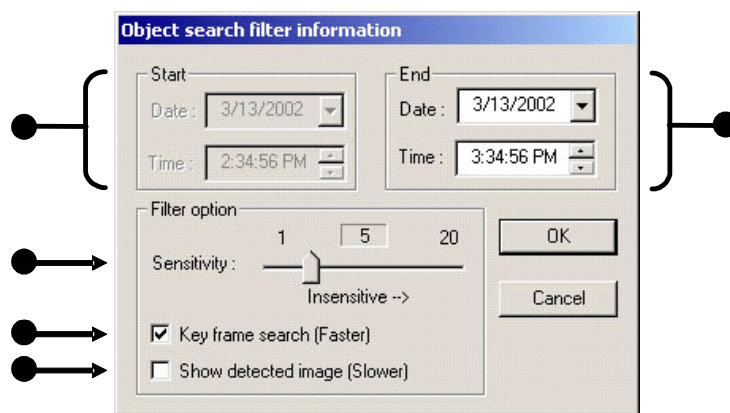 Object search filter information
Start
Date : 3/13/2002
Time : 2:34:56 PM
End
Date : 3/13/2002
Time : 3:34:56 PM
Filter option
1 5 20
Sensitivity :
Insensitive -->
Key frame search (Faster)
Show detected image (Slower)
OK
Cancel